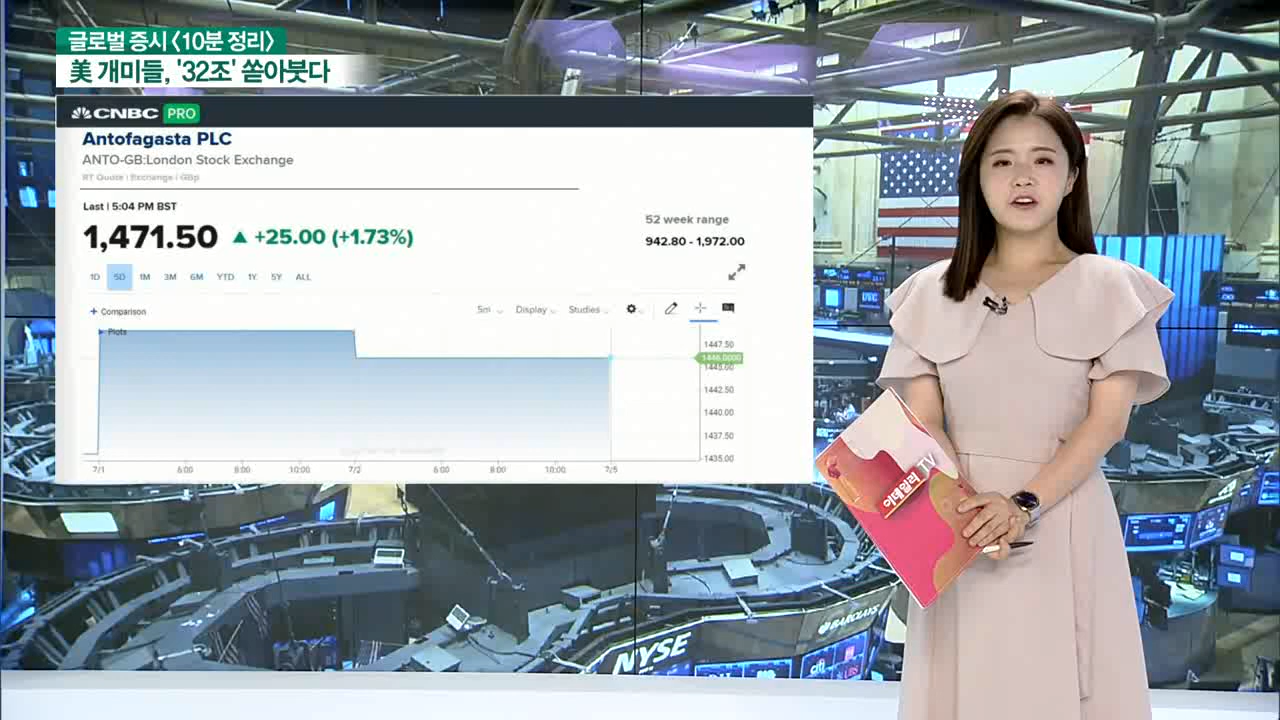 글로벌 증시 <10분 정리>
美 개미들, '32조' 쏟아붓다
CNBC PRO
Antofagasta PLC
ANTO-GB:London Stock Exchange
RT Quote | Exchange | GBp
Last | 5:04 PM BST
1,471.50 ▲ +25.00 (+1.73%)
52 week range
942.80 - 1,972.00
1D 5D 1M 3M 6M YTD 1Y 5Y ALL
+ Comparison
5m Display Studies
Plots
1447.50
1446.0000
1445.00
1442.50
1440.00
1437.50
1435.00
7/1 6:00 8:00 10:00 7/2 6:00 8:00 10:00 7/5
이데일리 TV
NYSE
BARCLAYS
citi